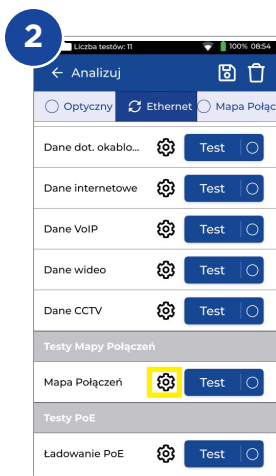 2
Liczba testów: 11 100% 08:54
Analizuj
Optyczny Ethernet Mapa Połąc
Dane dot. okablo... Test
Dane internetowe Test
Dane VoIP Test
Dane wideo Test
Dane CCTV Test
Testy Mapy Połączeń
Mapa Połączeń Test
Testy PoE
Ładowanie PoE Test